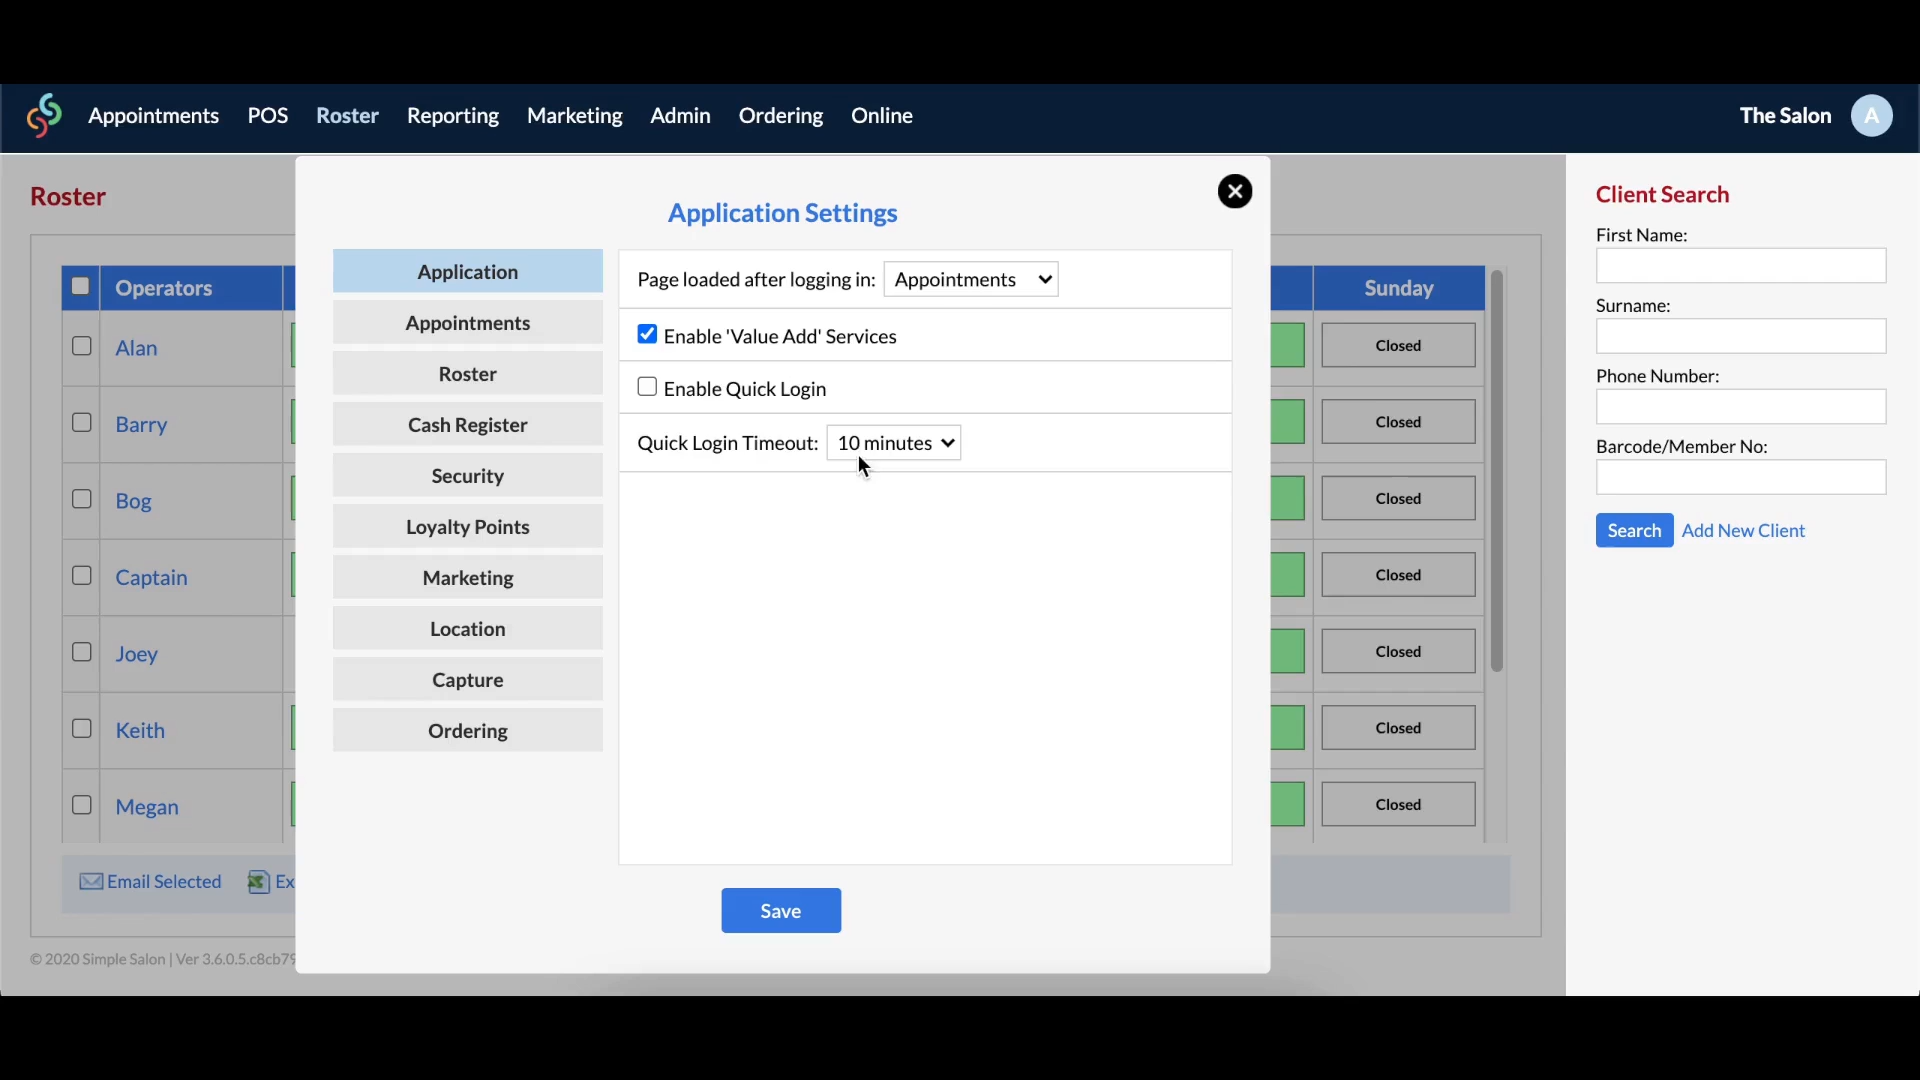 Appointments POS Roster Reporting Marketing Admin Ordering Online
The Salon A
Roster
Operators
Alan
Barry
Bog
Captain
Joey
Keith
Megan
Email Selected Ex
© 2020 Simple Salon | Ver 3.6.0.5.c8cb79
Application Settings
Application
Appointments
Roster
Cash Register
Security
Loyalty Points
Marketing
Location
Capture
Ordering
Page loaded after logging in: Appointments
Enable 'Value Add' Services
Enable Quick Login
Quick Login Timeout: 10 minutes
Save
Sunday
Closed
Closed
Closed
Closed
Closed
Closed
Closed
Client Search
First Name:
Surname:
Phone Number:
Barcode/Member No:
Search Add New Client